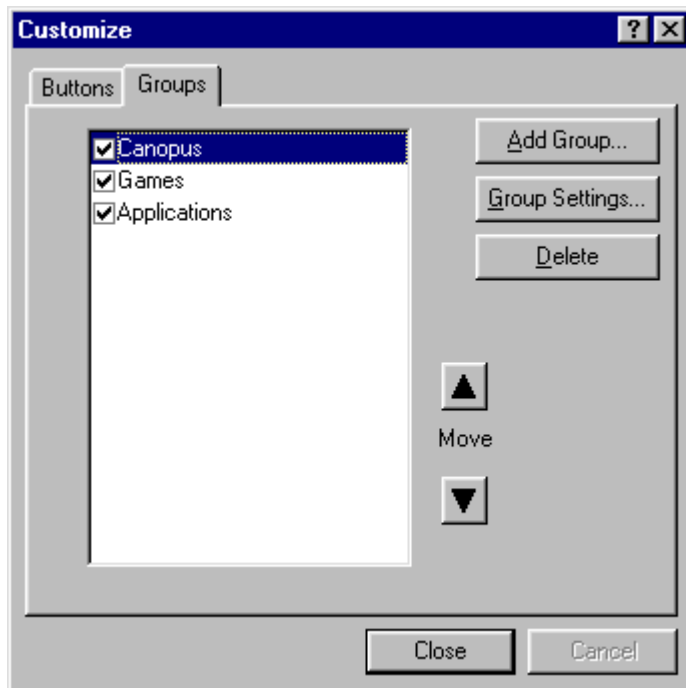 Customize
Buttons
Groups
Canopus
Games
Applications
Add Group...
Group Settings...
Delete
Move
Close
Cancel